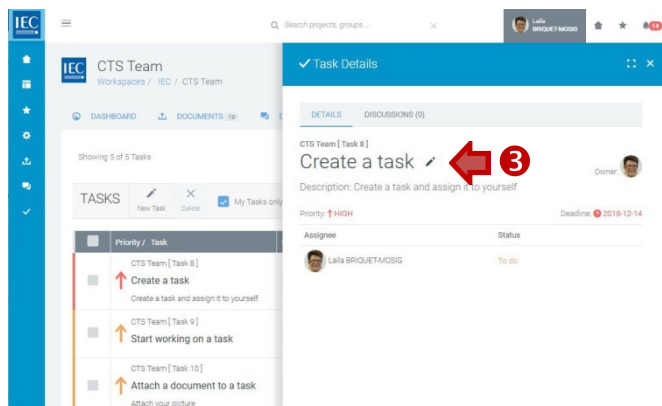 IEC
Search projects, groups ...
Laila
BRIQUET-MOSIG
14
IEC
CTS Team
Workspaces / IEC / CTS Team
DASHBOARD
DOCUMENTS 10
D
Showing 5 of 5 Tasks
TASKS
New Task
Delete
My Tasks only
Priority / Task
CTS Team [ Task 8 ]
Create a task
Create a task and assign it to yourself
CTS Team [ Task 9 ]
Start working on a task
CTS Team [ Task 10 ]
Attach a document to a task
Attach your picture
Task Details
DETAILS
DISCUSSIONS (0)
CTS Team [ Task 8 ]
Create a task
3
Owner:
Description: Create a task and assign it to yourself
Priority: HIGH
Deadline: 2018-12-14
Assignee
Status
Laila BRIQUET-MOSIG
To do